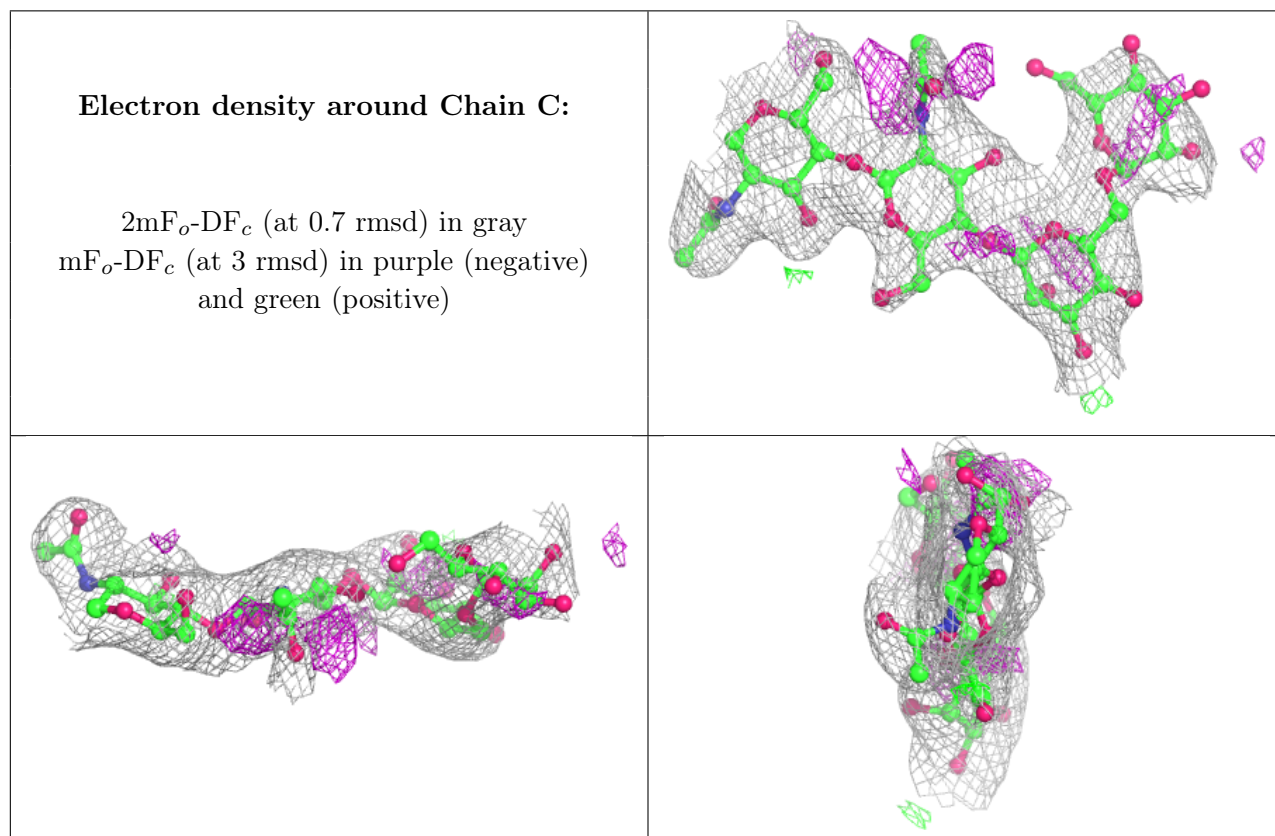 Electron density around Chain C:
2mFo-DFc (at 0.7 rmsd) in gray
mFo-DFc (at 3 rmsd) in purple (negative)
and green (positive)